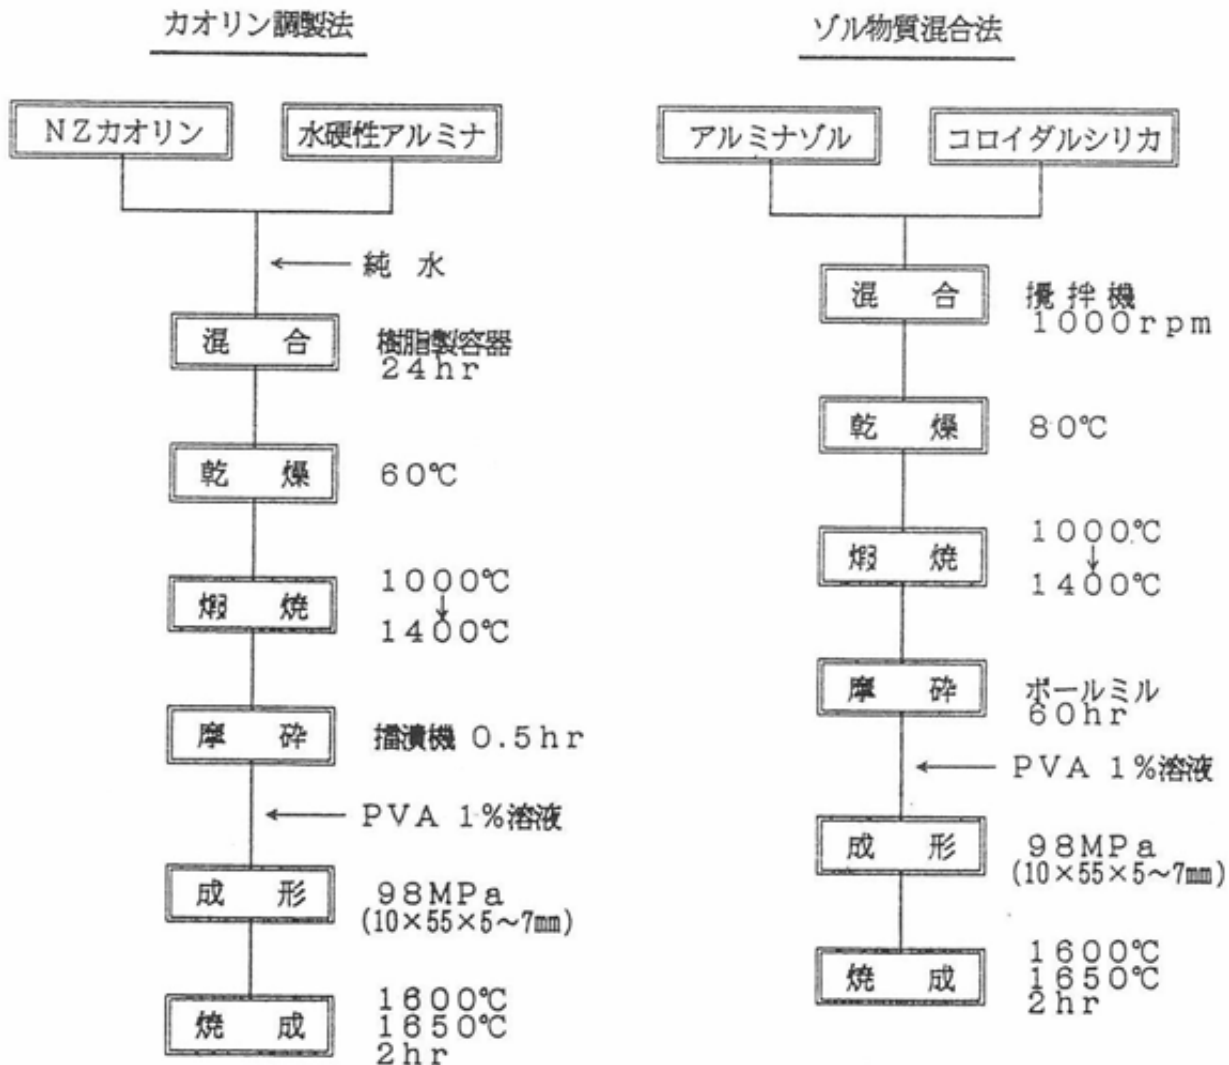 カオリン調製法
NZカオリン
水硬性アルミナ
← 純 水
混 合
樹脂製容器
24hr
乾 燥
60℃
煆 焼
1000℃
↓
1400℃
摩 砕
擂潰機 0.5hr
← PVA 1%溶液
成 形
98MPa
(10×55×5~7mm)
焼 成
1600℃
1650℃
2hr
ゾル物質混合法
アルミナゾル
コロイダルシリカ
混 合
攪拌機
1000rpm
乾 燥
80℃
煆 焼
1000℃
↓
1400℃
摩 砕
ボールミル
60hr
← PVA 1%溶液
成 形
98MPa
(10×55×5~7mm)
焼 成
1600℃
1650℃
2hr